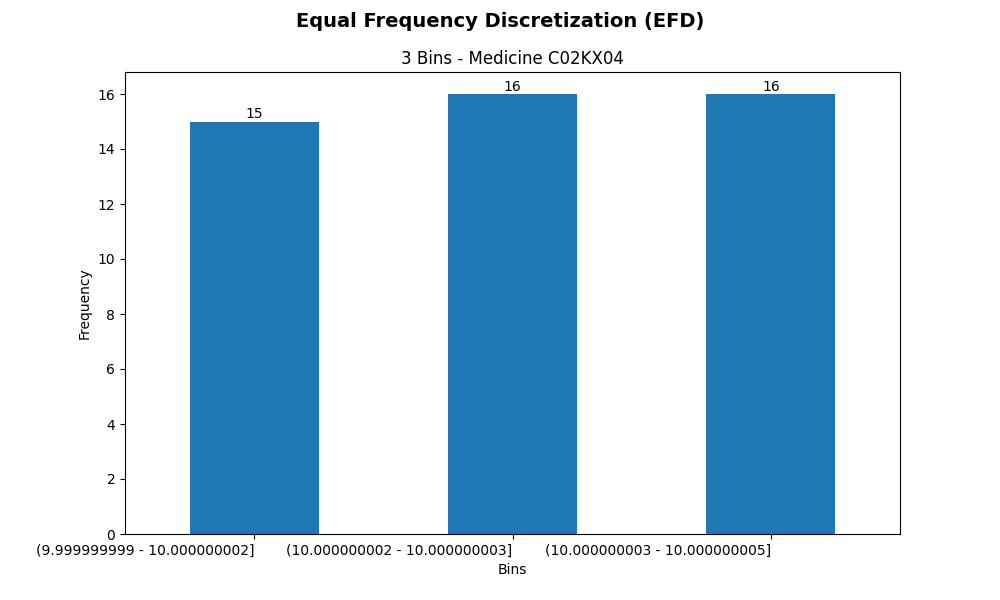 Equal Frequency Discretization (EFD)
3 Bins - Medicine C02KX04
16
14
12
10
8
6
4
2
0
Frequency
15
16
16
(9.999999999 - 10.000000002]
(10.000000002 - 10.000000003]
(10.000000003 - 10.000000005]
Bins